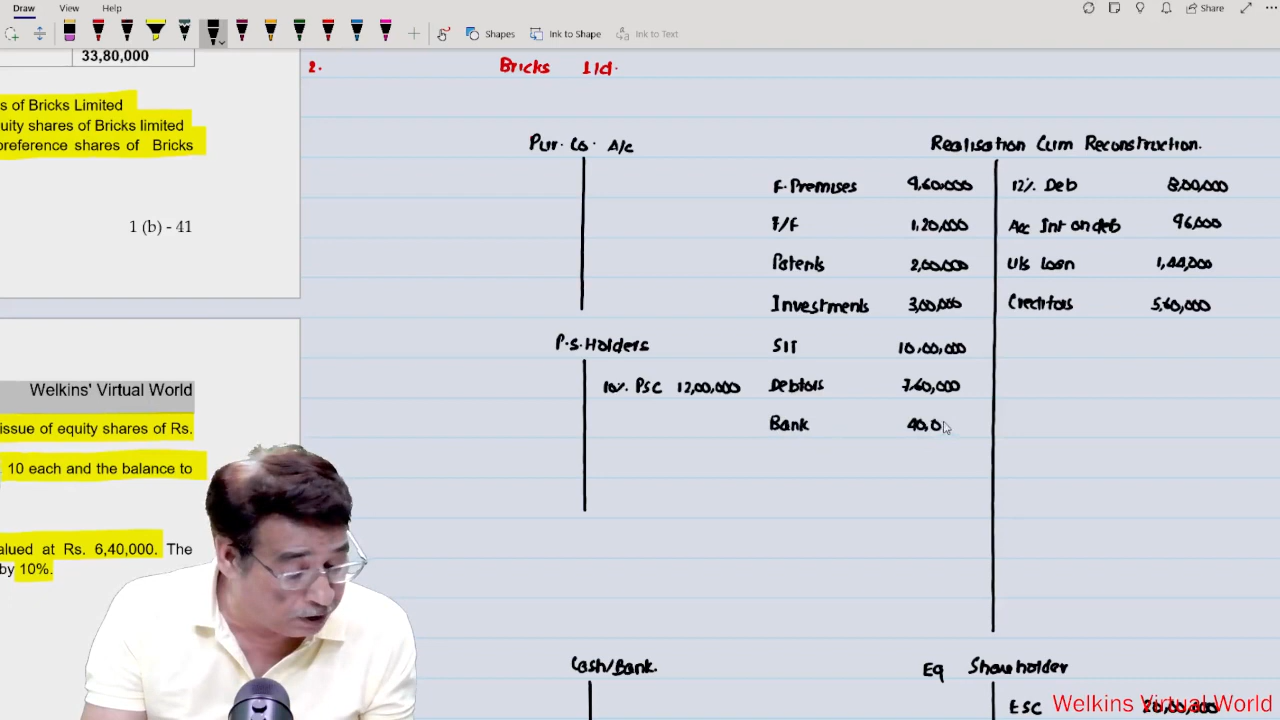 Draw View Help
Share
Shapes Ink to Shape Ink to Text
33,80,000
s of Bricks Limited
uity shares of Bricks limited
preference shares of Bricks
1 (b) - 41
Welkins' Virtual World
issue of equity shares of Rs.
10 each and the balance to
alued at Rs. 6,40,000. The
by 10%.
2. Bricks Ltd.
Pur. Co. A/c
Realisation Cum Reconstruction.
F. Premises 9,60,000 12% Deb 8,00,000
F/F 1,20,000 Acc Int on deb 96,000
Patents 2,00,000 U/s loan 1,44,000
Investments 3,00,000 Creditors 5,60,000
P.S. Holders
SIT 10,00,000
10% PSC 12,00,000 Debtors 7,60,000
Bank 40,0
Cash/Bank.
Eq Shareholder
ESC 20,00,000
Welkins Virtual World